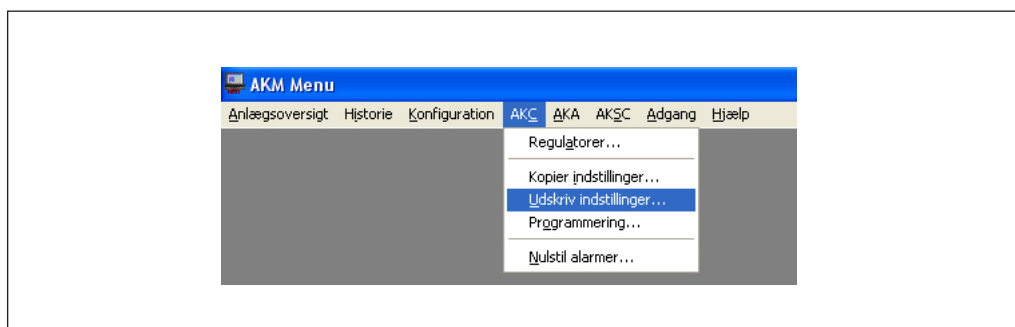 AKM Menu
Anlægsoversigt Historie Konfiguration AKC AKA AKSC Adgang Hjælp
Regulatorer...
Kopier indstillinger...
Udskriv indstillinger...
Programmering...
Nulstil alarmer...